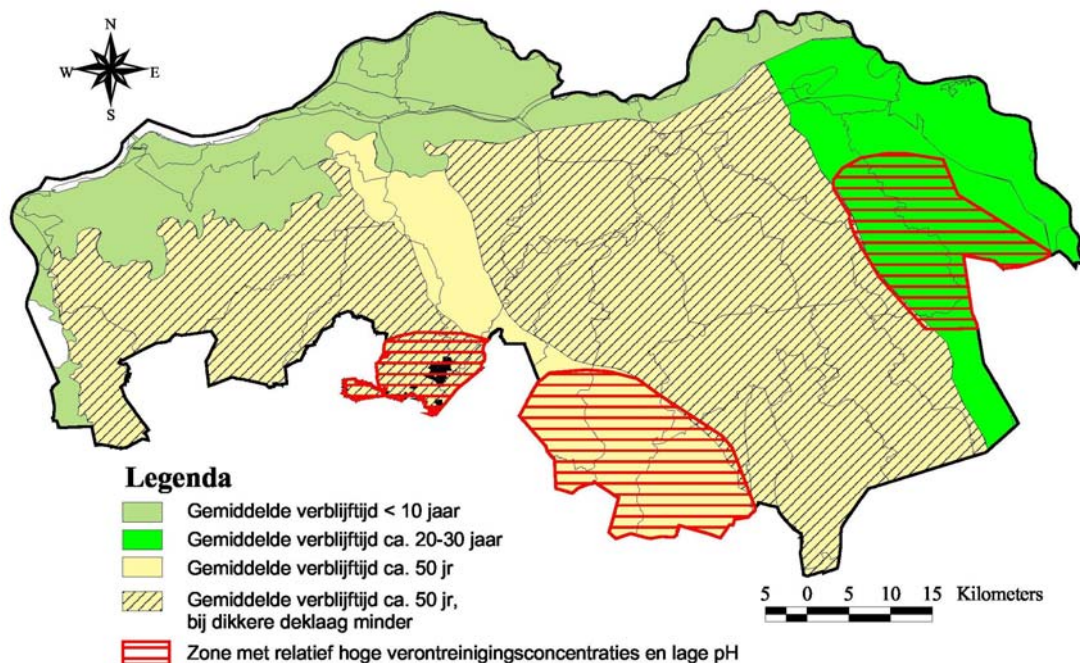 N
W E
S
Legenda
Gemiddelde verblijftijd < 10 jaar
Gemiddelde verblijftijd ca. 20-30 jaar
Gemiddelde verblijftijd ca. 50 jr
Gemiddelde verblijftijd ca. 50 jr,
bij dikkere deklaag minder
Zone met relatief hoge verontreinigingsconcentraties en lage pH
5 0 5 10 15 Kilometers